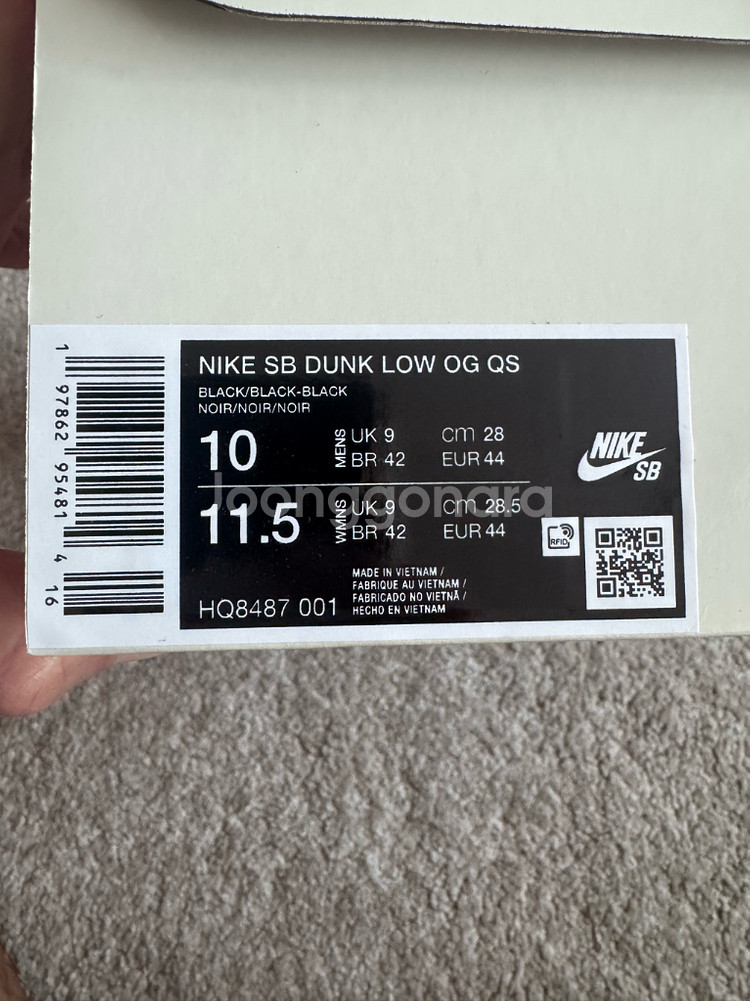 NIKE SB DUNK LOW OG QS
BLACK/BLACK-BLACK
NOIR/NOIR/NOIR
10 MENS UK 9 cm 28
BR 42 EUR 44
11.5 WMNS UK 9 cm 28.5
BR 42 EUR 44
joonggonara
NIKE
SB
RFID
MADE IN VIETNAM /
FABRIQUE AU VIETNAM /
FABRICADO NO VIETNÃ /
HECHO EN VIETNAM
HQ8487 001
1 97862 95481 4 16